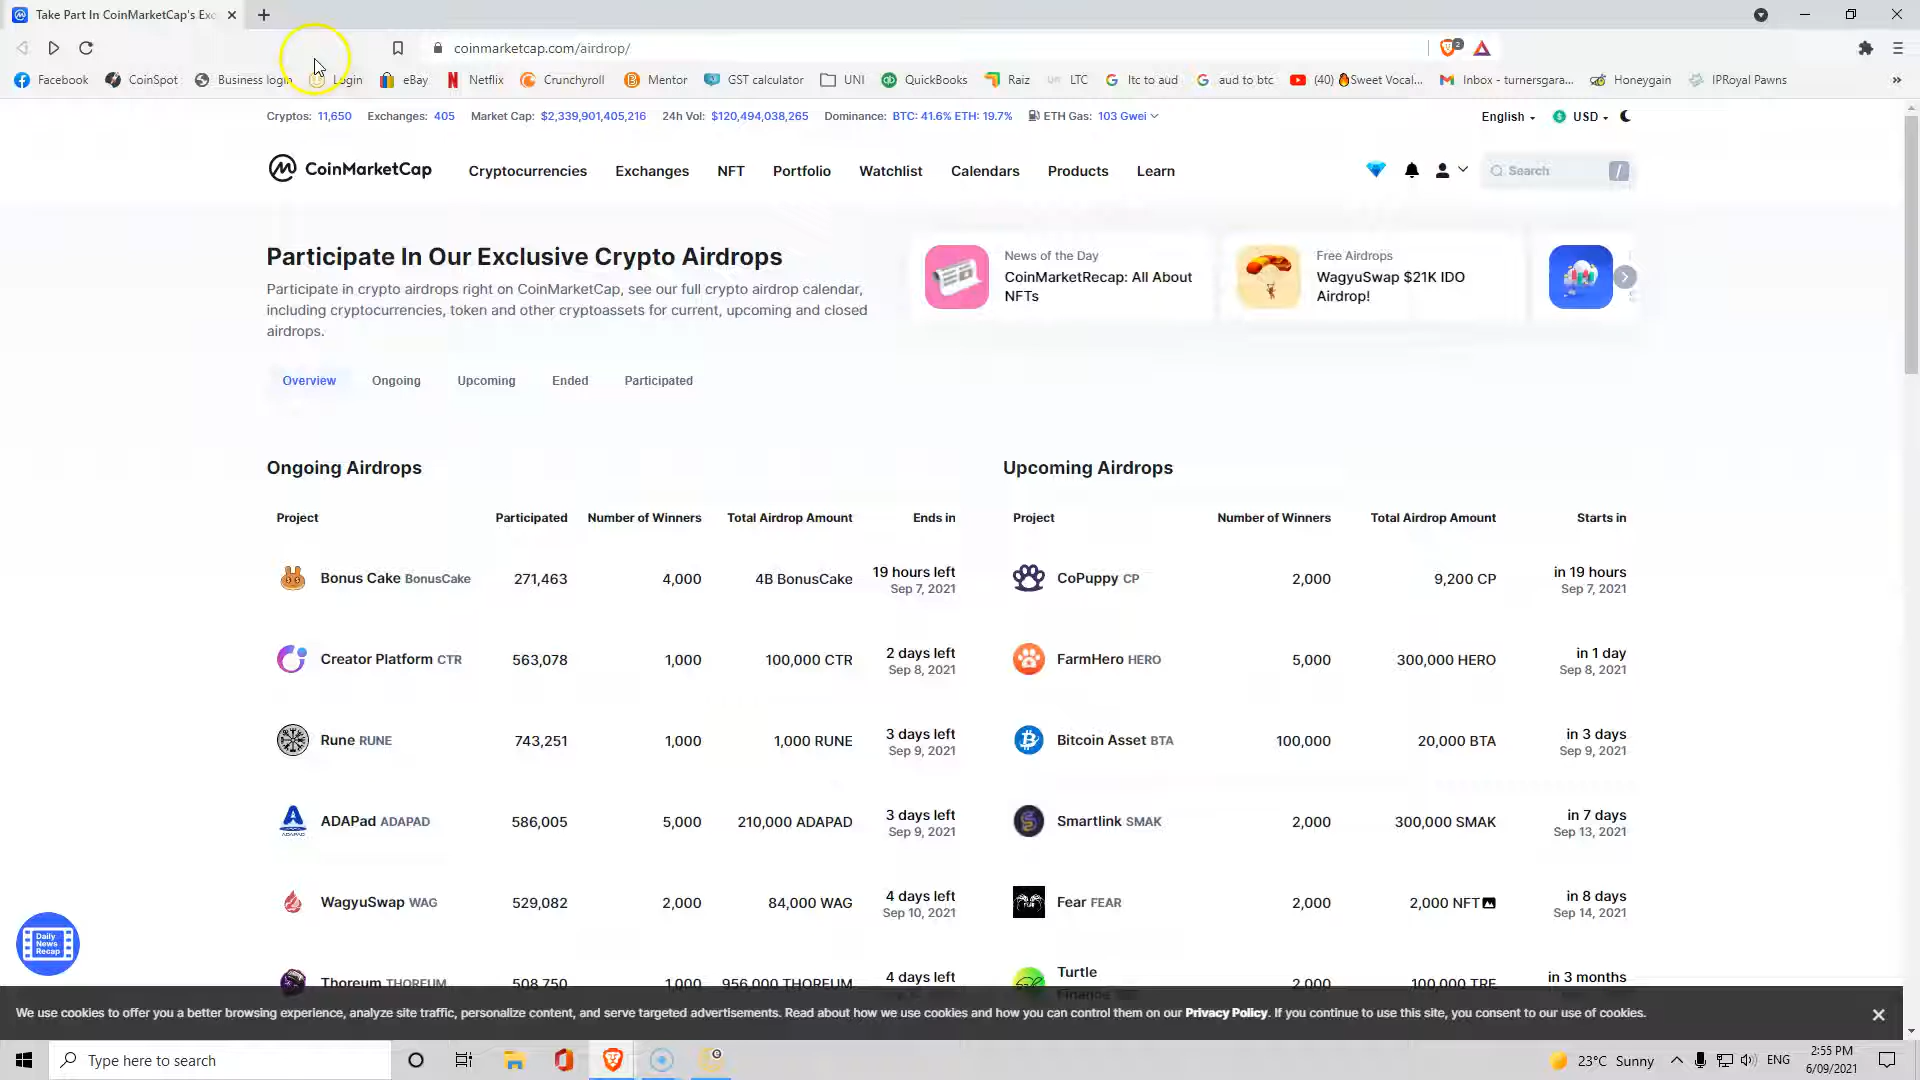 Take Part In CoinMarketCap's Exc
coinmarketcap.com/airdrop/
2
Facebook CoinSpot Business login Login eBay Netflix Crunchyroll Mentor GST calculator UNI QuickBooks Raiz LTC ltc to aud aud to btc (40) 🔥Sweet Vocal... Inbox - turnersgara... Honeygain IPRoyal Pawns »
Cryptos: 11,650 Exchanges: 405 Market Cap: $2,339,901,405,216 24h Vol: $120,494,038,265 Dominance: BTC: 41.6% ETH: 19.7% ETH Gas: 103 Gwei English USD
CoinMarketCap Cryptocurrencies Exchanges NFT Portfolio Watchlist Calendars Products Learn Search /
Participate In Our Exclusive Crypto Airdrops
Participate in crypto airdrops right on CoinMarketCap, see our full crypto airdrop calendar,
including cryptocurrencies, token and other cryptoassets for current, upcoming and closed
airdrops.
News of the Day
CoinMarketRecap: All About
NFTs
Free Airdrops
WagyuSwap $21K IDO
Airdrop!
Overview Ongoing Upcoming Ended Participated
Ongoing Airdrops
Project Participated Number of Winners Total Airdrop Amount Ends in
Bonus Cake BonusCake 271,463 4,000 4B BonusCake 19 hours left
Sep 7, 2021
Creator Platform CTR 563,078 1,000 100,000 CTR 2 days left
Sep 8, 2021
Rune RUNE 743,251 1,000 1,000 RUNE 3 days left
Sep 9, 2021
ADAPad ADAPAD 586,005 5,000 210,000 ADAPAD 3 days left
Sep 9, 2021
WagyuSwap WAG 529,082 2,000 84,000 WAG 4 days left
Sep 10, 2021
Thoreum THOREUM 508,750 1,000 956,000 THOREUM 4 days left
Upcoming Airdrops
Project Number of Winners Total Airdrop Amount Starts in
CoPuppy CP 2,000 9,200 CP in 19 hours
Sep 7, 2021
FarmHero HERO 5,000 300,000 HERO in 1 day
Sep 8, 2021
Bitcoin Asset BTA 100,000 20,000 BTA in 3 days
Sep 9, 2021
Smartlink SMAK 2,000 300,000 SMAK in 7 days
Sep 13, 2021
Fear FEAR 2,000 2,000 NFT in 8 days
Sep 14, 2021
Turtle
Finance 2,000 100,000 TRE in 3 months
Daily
News
Recap
We use cookies to offer you a better browsing experience, analyze site traffic, personalize content, and serve targeted advertisements. Read about how we use cookies and how you can control them on our Privacy Policy. If you continue to use this site, you consent to our use of cookies.
Type here to search
23°C Sunny ENG
2:55 PM
6/09/2021